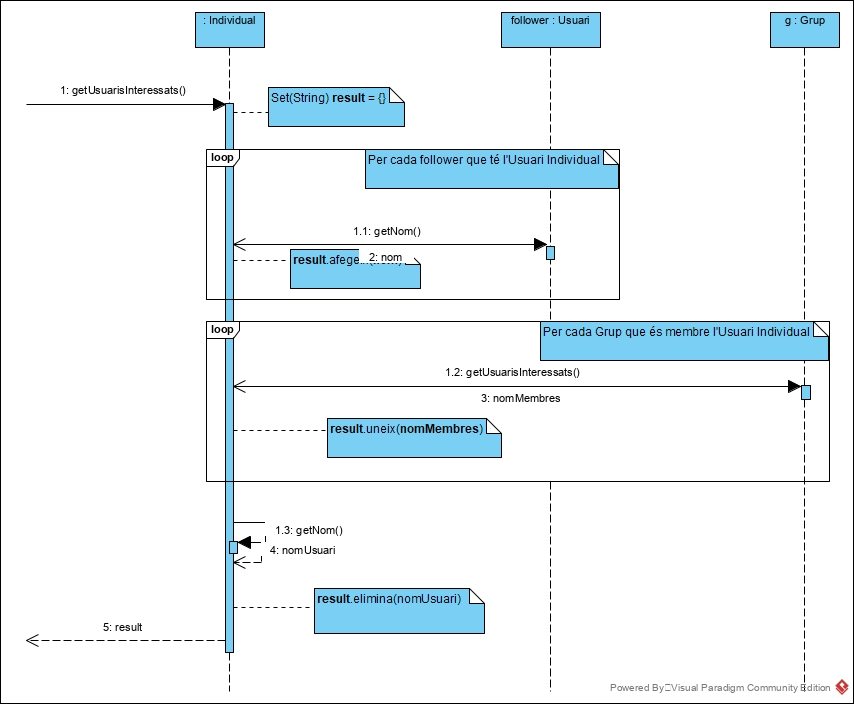 : Individual
follower : Usuari
g : Grup
1: getUsuarisInteressats()
Set(String) result = {}
loop
Per cada follower que té l'Usuari Individual
1.1: getNom()
2: nom
loop
Per cada Grup que és membre l'Usuari Individual
1.2: getUsuarisInteressats()
3: nomMembres
result.uneix(nomMembres)
1.3: getNom()
4: nomUsuari
result.elimina(nomUsuari)
5: result
Powered By Visual Paradigm Community Edition